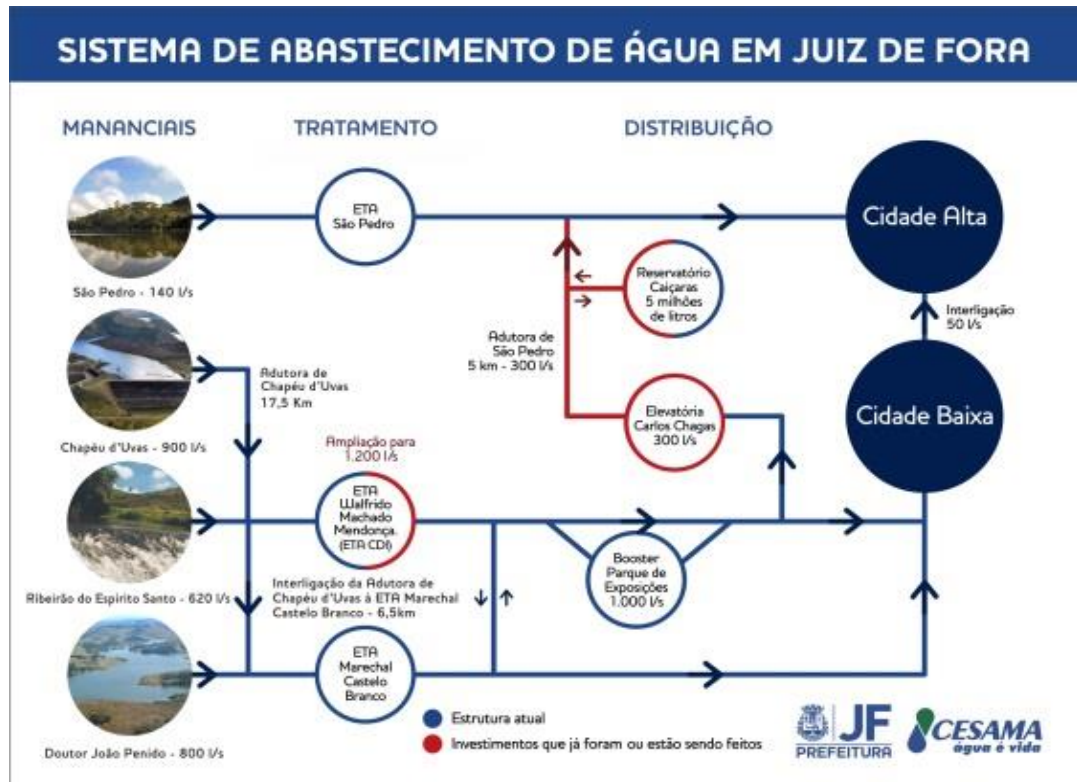 SISTEMA DE ABASTECIMENTO DE ÁGUA EM JUIZ DE FORA
MANANCIAIS
TRATAMENTO
DISTRIBUIÇÃO
ETA
São Pedro
Cidade Alta
São Pedro - 140 l/s
Reservatório
Caiçaras
5 milhões
de litros
Interligação
50 l/s
Adutora de
São Pedro
5 km - 300 l/s
Adutora de
Chapéu d'Uvas
17,5 Km
Chapéu d'Uvas - 900 l/s
Elevatória
Carlos Chagas
300 l/s
Cidade Baixa
Ampliação para
1.200 l/s
ETA
Walfrido
Machado
Mendonça.
(ETA CDI)
Booster
Parque de
Exposições
1.000 l/s
Ribeirão do Espírito Santo - 620 l/s
Interligação da Adutora de
Chapéu d'Uvas à ETA Marechal
Castelo Branco - 6,5km
ETA
Marechal
Castelo
Branco
Doutor João Penido - 800 l/s
Estrutura atual
Investimentos que já foram ou estão sendo feitos
JF
PREFEITURA
CESAMA
água é vida